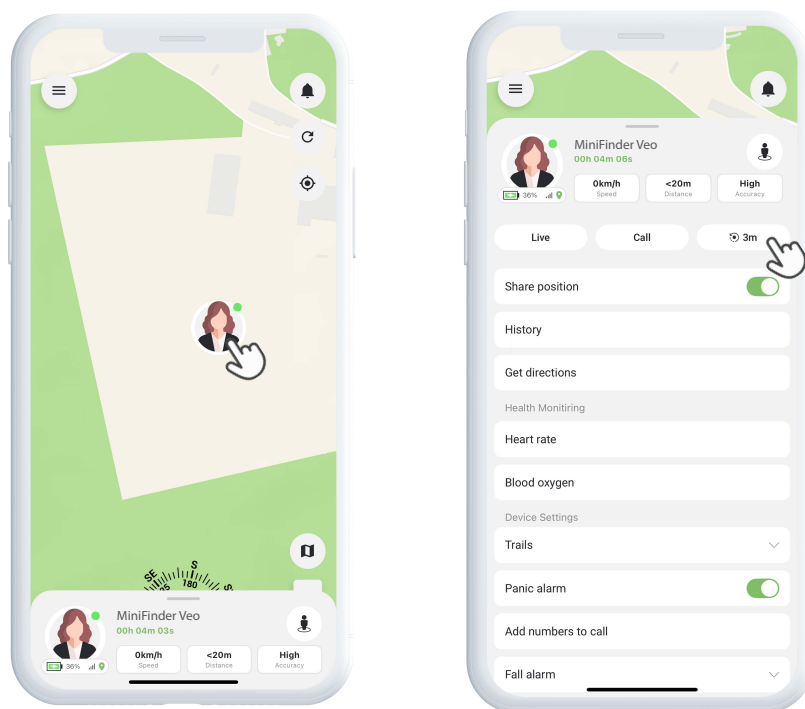 SE
S
180
MiniFinder Veo
00h 04m 03s
36%
0km/h
Speed
<20m
Distance
High
Accuracy
MiniFinder Veo
00h 04m 06s
36%
0km/h
Speed
<20m
Distance
High
Accuracy
Live
Call
3m
Share position
History
Get directions
Health Monitiring
Heart rate
Blood oxygen
Device Settings
Trails
Panic alarm
Add numbers to call
Fall alarm